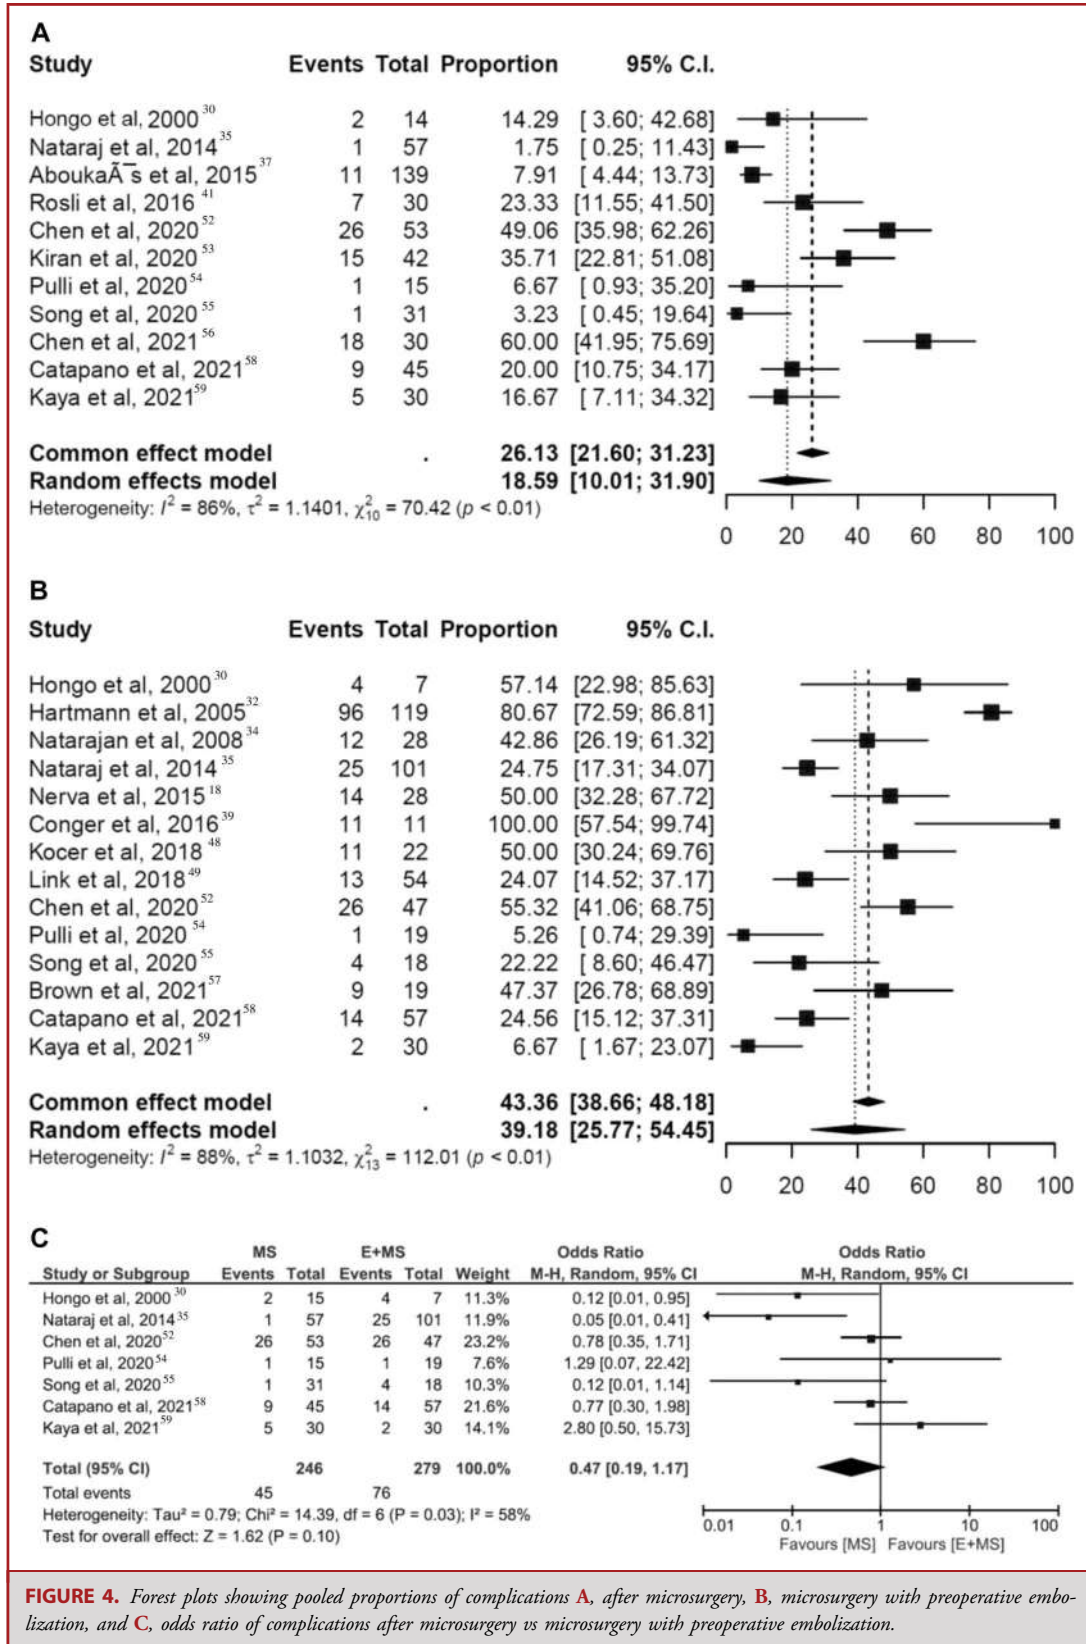 A
Study Events Total Proportion 95% C.I.
Hongo et al, 2000 30 2 14 14.29 [ 3.60; 42.68]
Nataraj et al, 2014 35 1 57 1.75 [ 0.25; 11.43]
AboukaÃ¯s et al, 2015 37 11 139 7.91 [ 4.44; 13.73]
Rosli et al, 2016 41 7 30 23.33 [11.55; 41.50]
Chen et al, 2020 52 26 53 49.06 [35.98; 62.26]
Kiran et al, 2020 53 15 42 35.71 [22.81; 51.08]
Pulli et al, 2020 54 1 15 6.67 [ 0.93; 35.20]
Song et al, 2020 55 1 31 3.23 [ 0.45; 19.64]
Chen et al, 2021 56 18 30 60.00 [41.95; 75.69]
Catapano et al, 2021 58 9 45 20.00 [10.75; 34.17]
Kaya et al, 2021 59 5 30 16.67 [ 7.11; 34.32]
Common effect model . 26.13 [21.60; 31.23]
Random effects model 18.59 [10.01; 31.90]
Heterogeneity: I² = 86%, τ² = 1.1401, χ²₁₀ = 70.42 (p < 0.01)
0 20 40 60 80 100
B
Study Events Total Proportion 95% C.I.
Hongo et al, 2000 30 4 7 57.14 [22.98; 85.63]
Hartmann et al, 2005 32 96 119 80.67 [72.59; 86.81]
Natarajan et al, 2008 34 12 28 42.86 [26.19; 61.32]
Nataraj et al, 2014 35 25 101 24.75 [17.31; 34.07]
Nerva et al, 2015 18 14 28 50.00 [32.28; 67.72]
Conger et al, 2016 39 11 11 100.00 [57.54; 99.74]
Kocer et al, 2018 48 11 22 50.00 [30.24; 69.76]
Link et al, 2018 49 13 54 24.07 [14.52; 37.17]
Chen et al, 2020 52 26 47 55.32 [41.06; 68.75]
Pulli et al, 2020 54 1 19 5.26 [ 0.74; 29.39]
Song et al, 2020 55 4 18 22.22 [ 8.60; 46.47]
Brown et al, 2021 57 9 19 47.37 [26.78; 68.89]
Catapano et al, 2021 58 14 57 24.56 [15.12; 37.31]
Kaya et al, 2021 59 2 30 6.67 [ 1.67; 23.07]
Common effect model . 43.36 [38.66; 48.18]
Random effects model 39.18 [25.77; 54.45]
Heterogeneity: I² = 88%, τ² = 1.1032, χ²₁₃ = 112.01 (p < 0.01)
0 20 40 60 80 100
C
MS E+MS Odds Ratio Odds Ratio
Study or Subgroup Events Total Events Total Weight M-H, Random, 95% CI M-H, Random, 95% CI
Hongo et al, 2000 30 2 15 4 7 11.3% 0.12 [0.01, 0.95]
Nataraj et al, 2014 35 1 57 25 101 11.9% 0.05 [0.01, 0.41]
Chen et al, 2020 52 26 53 26 47 23.2% 0.78 [0.35, 1.71]
Pulli et al, 2020 54 1 15 1 19 7.6% 1.29 [0.07, 22.42]
Song et al, 2020 55 1 31 4 18 10.3% 0.12 [0.01, 1.14]
Catapano et al, 2021 58 9 45 14 57 21.6% 0.77 [0.30, 1.98]
Kaya et al, 2021 59 5 30 2 30 14.1% 2.80 [0.50, 15.73]
Total (95% CI) 246 279 100.0% 0.47 [0.19, 1.17]
Total events 45 76
Heterogeneity: Tau² = 0.79; Chi² = 14.39, df = 6 (P = 0.03); I² = 58%
Test for overall effect: Z = 1.62 (P = 0.10)
0.01 0.1 1 10 100
Favours [MS] Favours [E+MS]
FIGURE 4. Forest plots showing pooled proportions of complications A, after microsurgery, B, microsurgery with preoperative embo-
lization, and C, odds ratio of complications after microsurgery vs microsurgery with preoperative embolization.